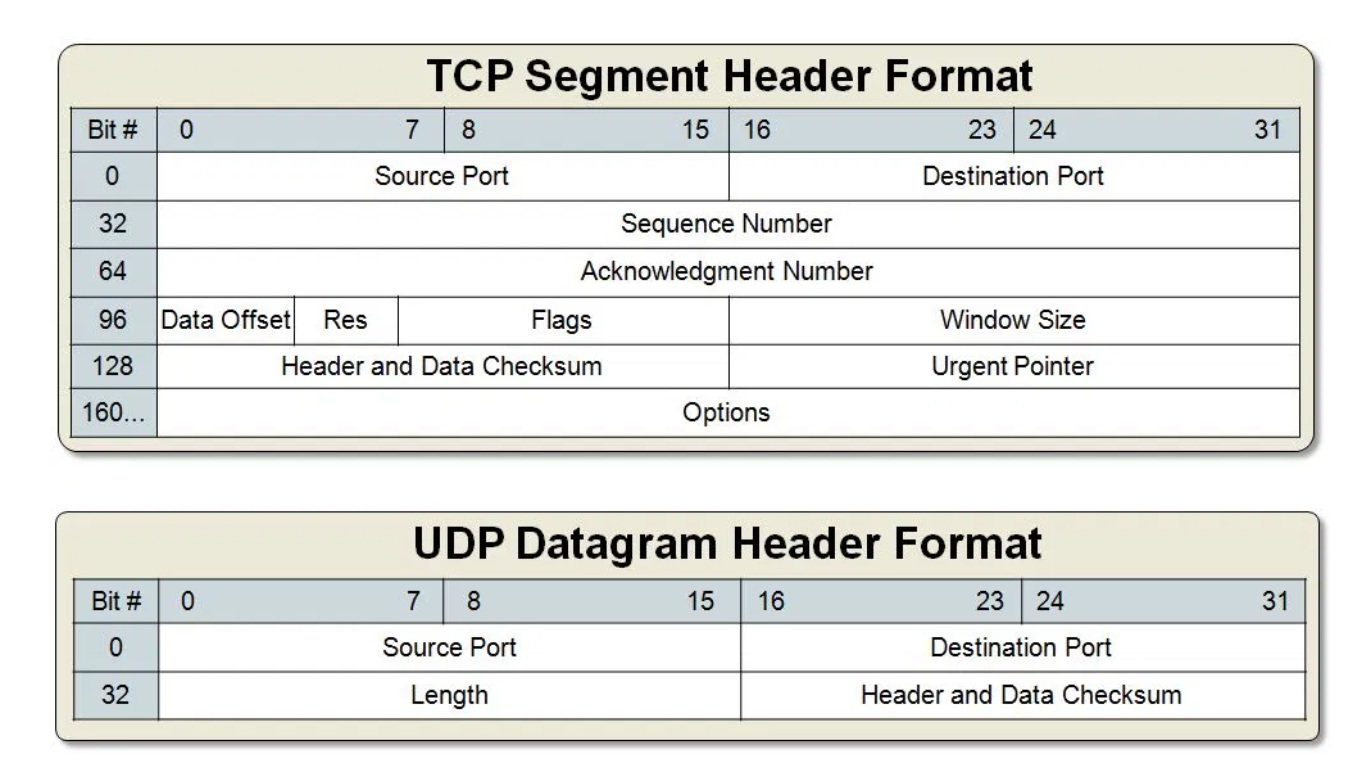 TCP Segment Header Format
Bit # 0 7 8 15 16 23 24 31
0 Source Port Destination Port
32 Sequence Number
64 Acknowledgment Number
96 Data Offset Res Flags Window Size
128 Header and Data Checksum Urgent Pointer
160... Options
UDP Datagram Header Format
Bit # 0 7 8 15 16 23 24 31
0 Source Port Destination Port
32 Length Header and Data Checksum